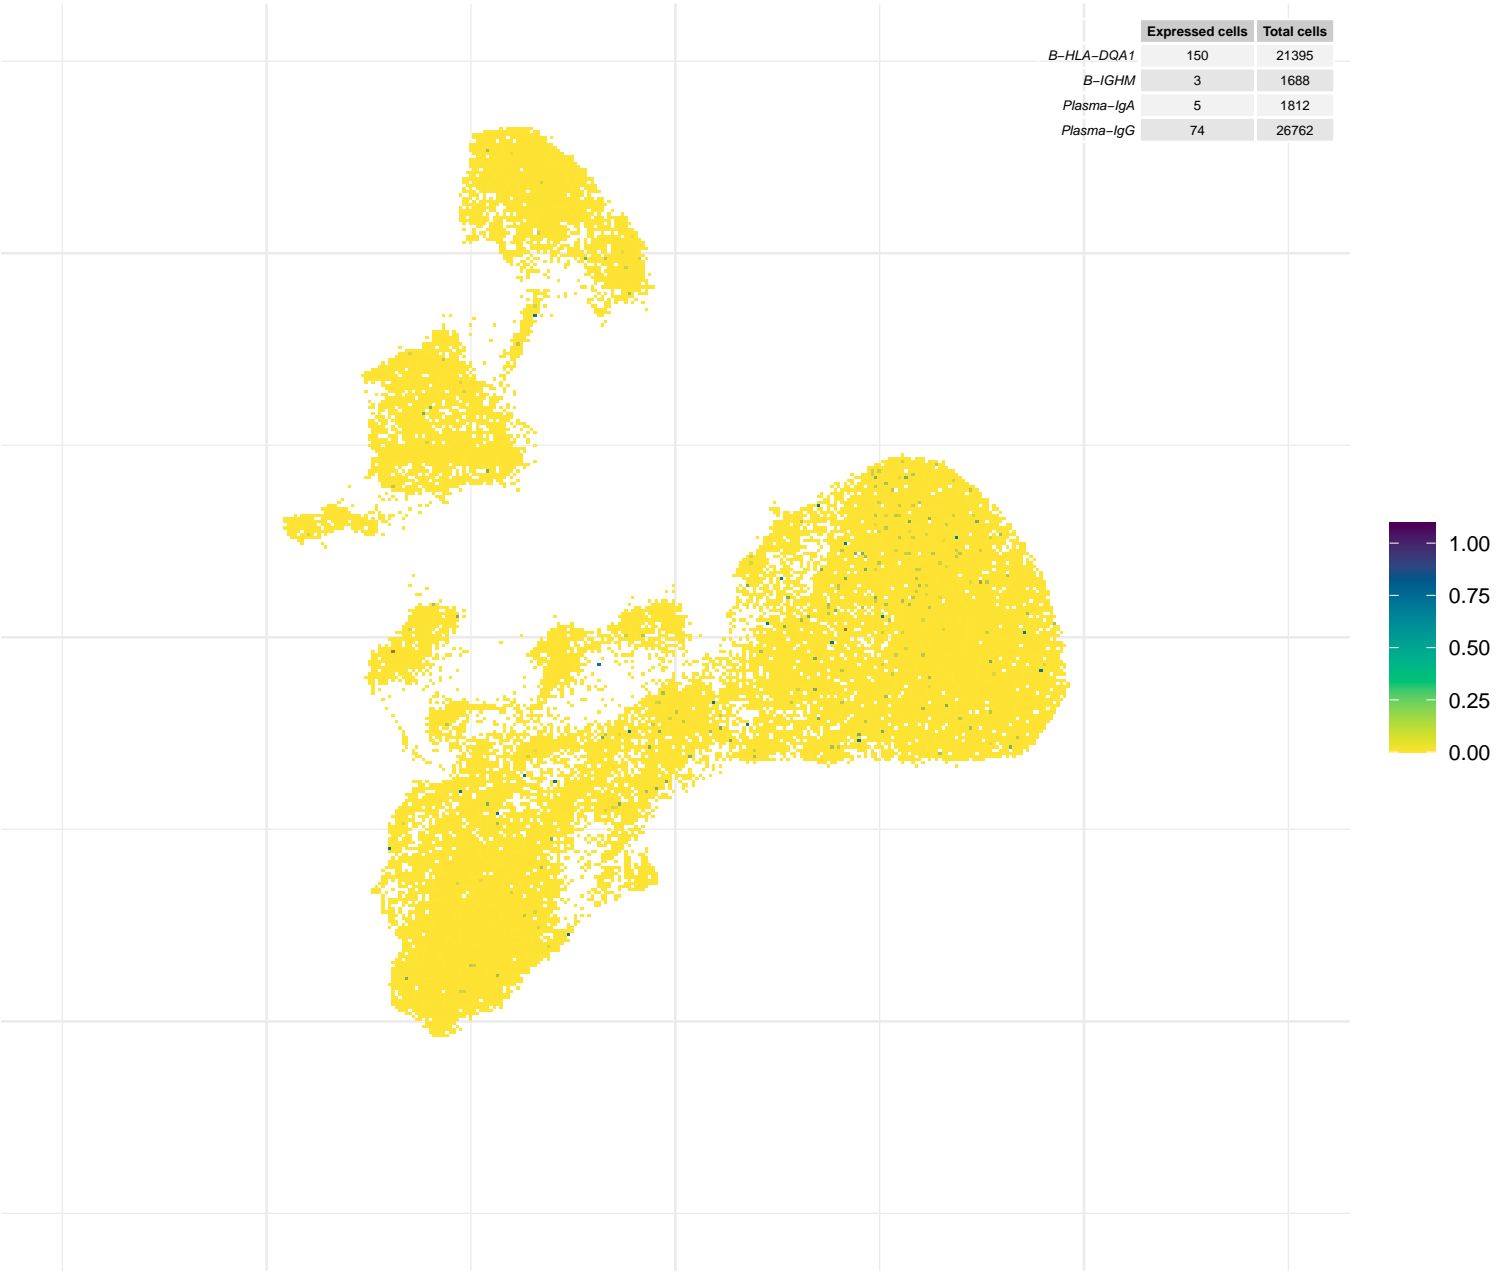 Expressed cells Total cells
B−HLA−DQA1 150 21395
B−IGHM 3 1688
Plasma−IgA 5 1812
Plasma−IgG 74 26762
1.00
0.75
0.50
0.25
0.00